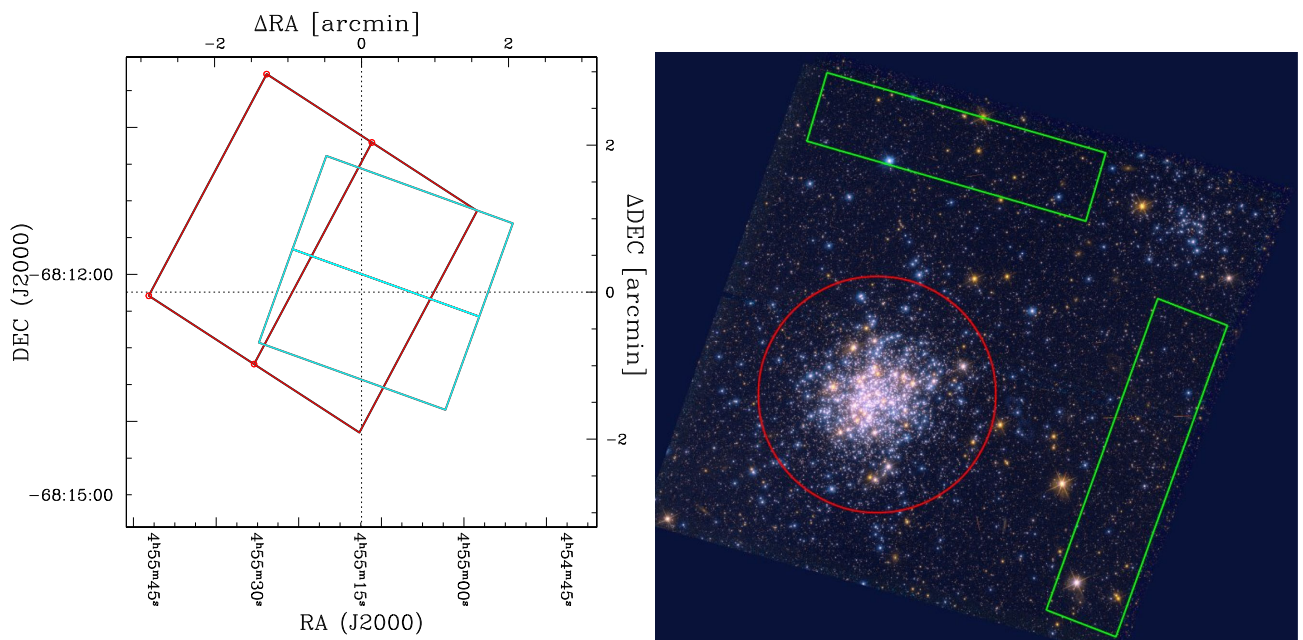 ΔRA [arcmin]
−2 0 2
2
0
−2
ΔDEC [arcmin]
DEC (J2000)
−68:12:00
−68:15:00
4ʰ55ᵐ45ˢ
4ʰ55ᵐ30ˢ
4ʰ55ᵐ15ˢ
4ʰ55ᵐ00ˢ
4ʰ54ᵐ45ˢ
RA (J2000)